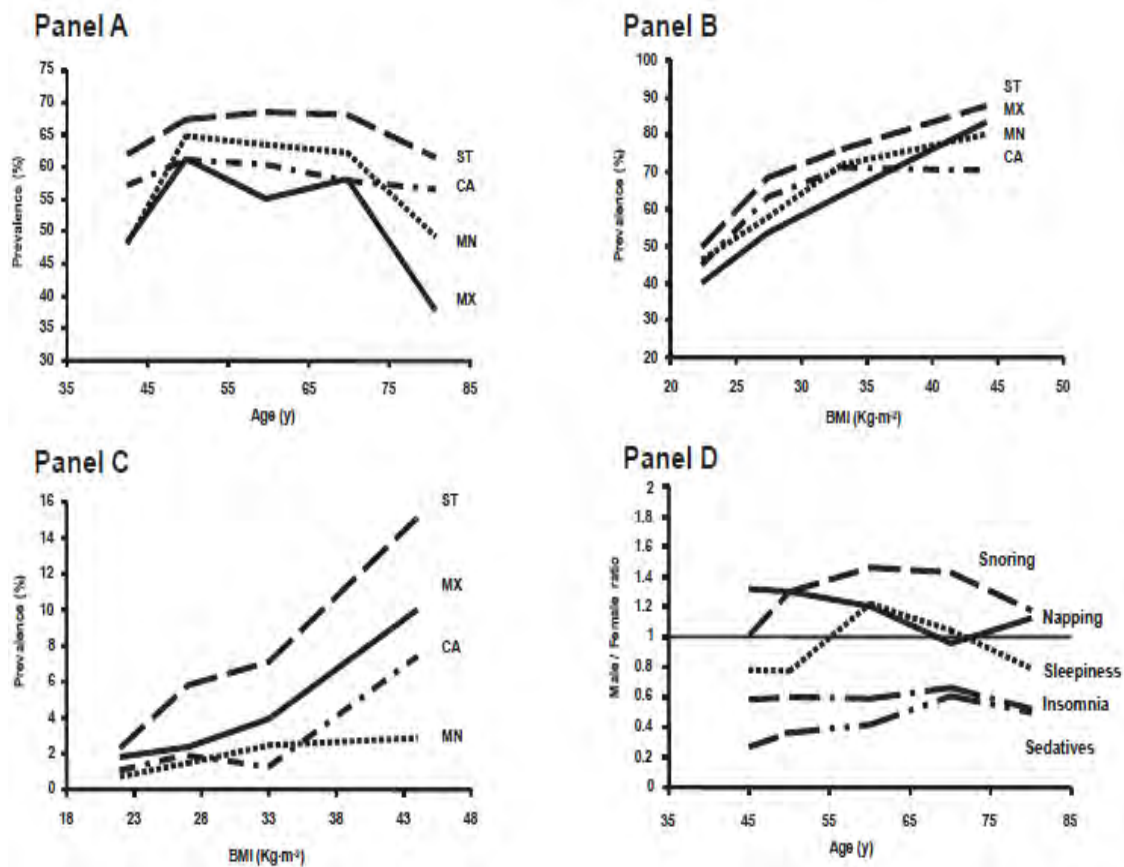 Panel A
75
70
65
60
55
50
45
40
35
30
Prevalence (%)
ST
CA
MN
MX
35 45 55 65 75 85
Age (y)
Panel B
100
90
80
70
60
50
40
30
20
Prevalence (%)
ST
MX
MN
CA
20 25 30 35 40 45 50
BMI (Kg·m-²)
Panel C
16
14
12
10
8
6
4
2
0
Prevalence (%)
ST
MX
CA
MN
18 23 28 33 38 43 48
BMI (Kg·m-²)
Panel D
2
1.8
1.6
1.4
1.2
1
0.8
0.6
0.4
0.2
0
Male / Female ratio
Snoring
Napping
Sleepiness
Insomnia
Sedatives
35 45 55 65 75 85
Age (y)